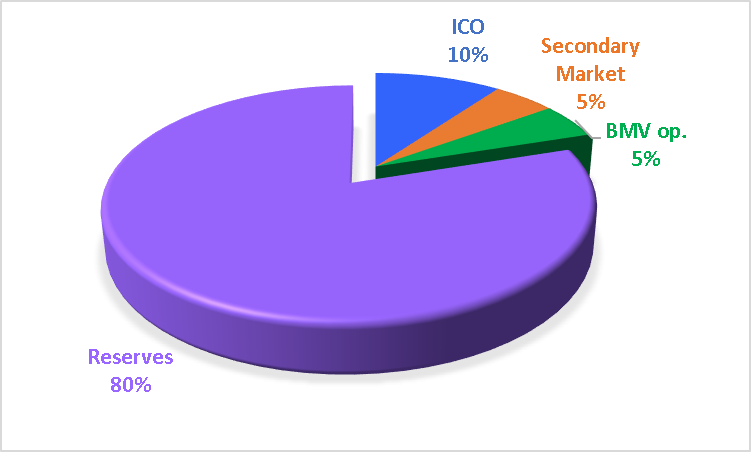 ICO
10%
Secondary
Market
5%
BMV op.
5%
Reserves
80%